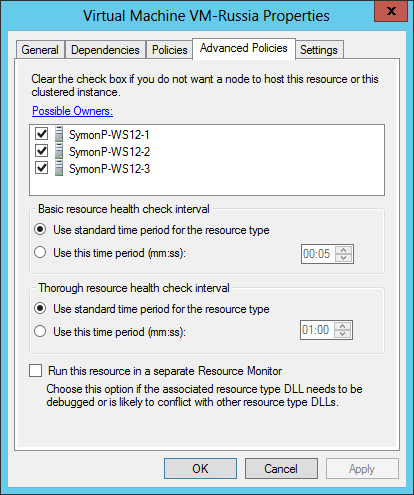 Virtual Machine VM-Russia Properties
x
General
Dependencies
Policies
Advanced Policies
Settings
Clear the check box if you do not want a node to host this resource or this
clustered instance.
Possible Owners:
SymonP-WS12-1
SymonP-WS12-2
SymonP-WS12-3
Basic resource health check interval
Use standard time period for the resource type
Use this time period (mm:ss):
00:05
Thorough resource health check interval
Use standard time period for the resource type
Use this time period (mm:ss):
01:00
Run this resource in a separate Resource Monitor
Choose this option if the associated resource type DLL needs to be
debugged or is likely to conflict with other resource type DLLs.
OK
Cancel
Apply